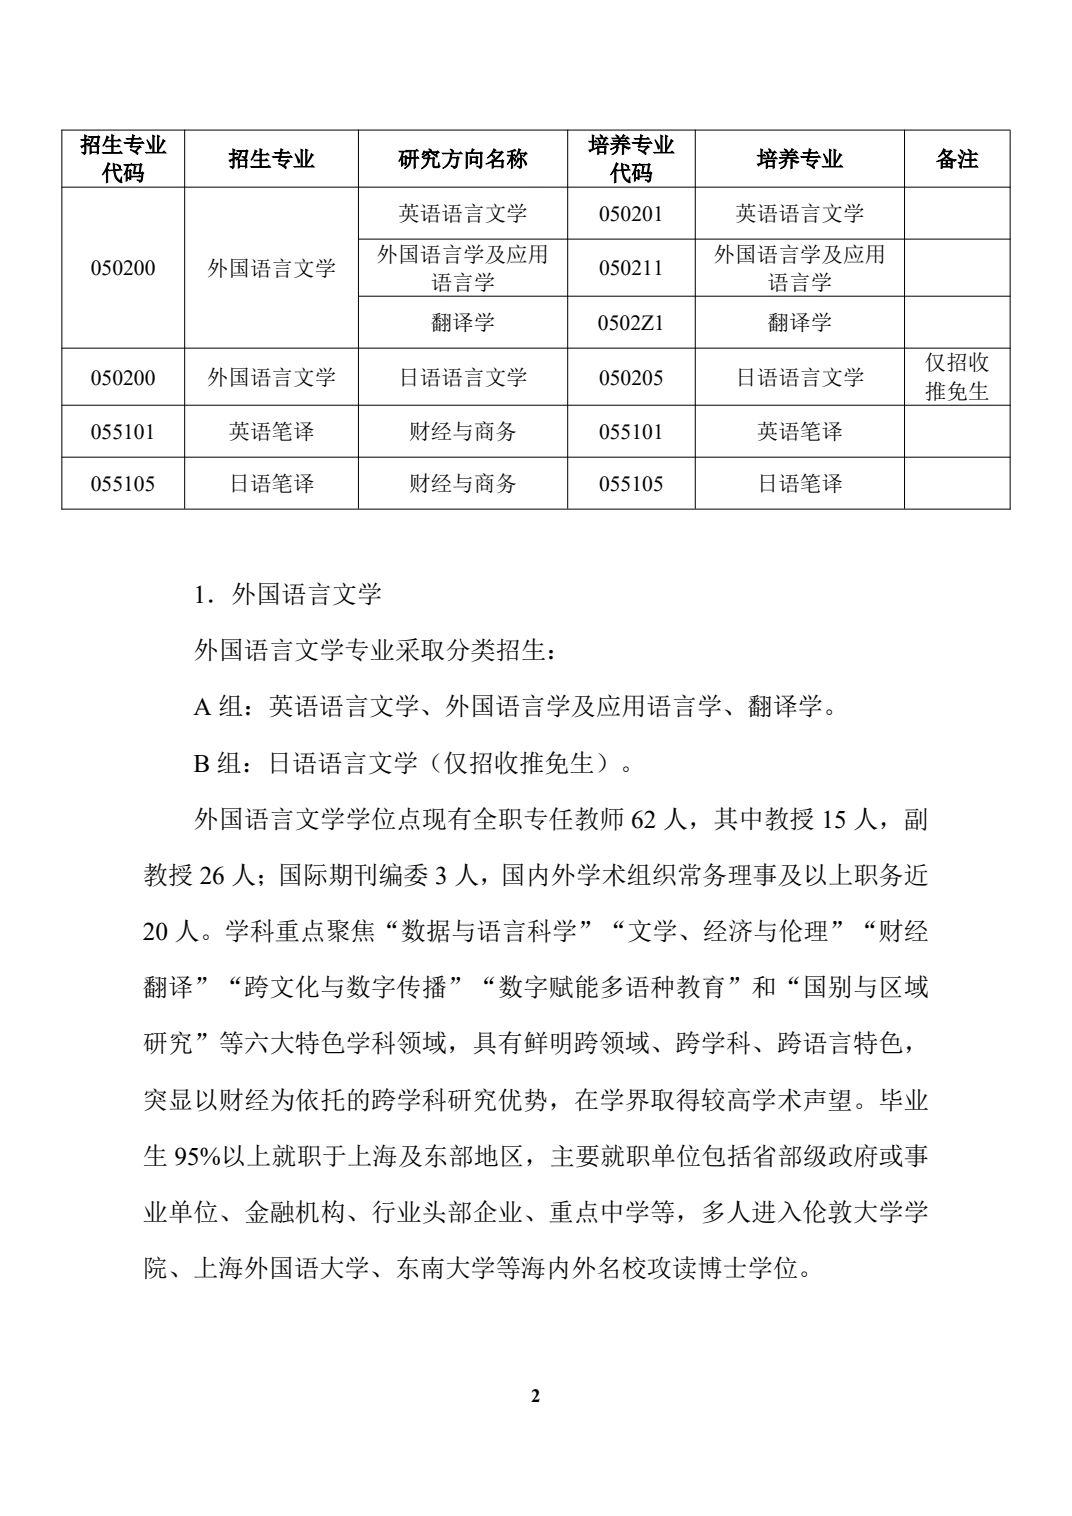 招生专业代码 招生专业 研究方向名称 培养专业代码 培养专业 备注
050200 外国语言文学 英语语言文学 050201 英语语言文学
外国语言学及应用语言学 050211 外国语言学及应用语言学
翻译学 0502Z1 翻译学
050200 外国语言文学 日语语言文学 050205 日语语言文学 仅招收推免生
055101 英语笔译 财经与商务 055101 英语笔译
055105 日语笔译 财经与商务 055105 日语笔译
1．外国语言文学
外国语言文学专业采取分类招生：
A 组：英语语言文学、外国语言学及应用语言学、翻译学。
B 组：日语语言文学（仅招收推免生）。
外国语言文学学位点现有全职专任教师 62 人，其中教授 15 人，副
教授 26 人；国际期刊编委 3 人，国内外学术组织常务理事及以上职务近
20 人。学科重点聚焦“数据与语言科学”“文学、经济与伦理”“财经
翻译”“跨文化与数字传播”“数字赋能多语种教育”和“国别与区域
研究”等六大特色学科领域，具有鲜明跨领域、跨学科、跨语言特色，
突显以财经为依托的跨学科研究优势，在学界取得较高学术声望。毕业
生 95%以上就职于上海及东部地区，主要就职单位包括省部级政府或事
业单位、金融机构、行业头部企业、重点中学等，多人进入伦敦大学学
院、上海外国语大学、东南大学等海内外名校攻读博士学位。
2